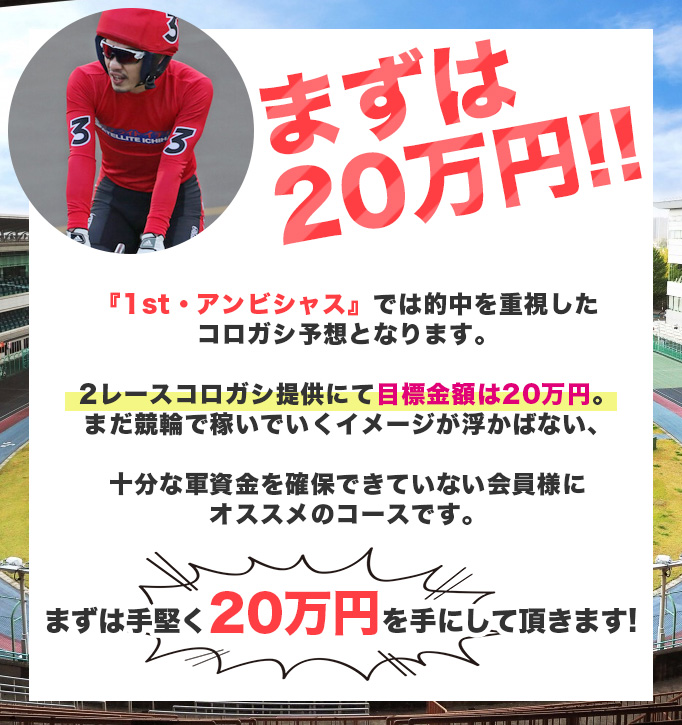 3
3
3
SATELLITE ICHIH
まずは
20万円!!
『1st・アンビシャス』では的中を重視した
コロガシ予想となります。
2レースコロガシ提供にて目標金額は20万円。
まだ競輪で稼いでいくイメージが浮かばない、
十分な軍資金を確保できていない会員様に
オススメのコースです。
まずは手堅く20万円を手にして頂きます!